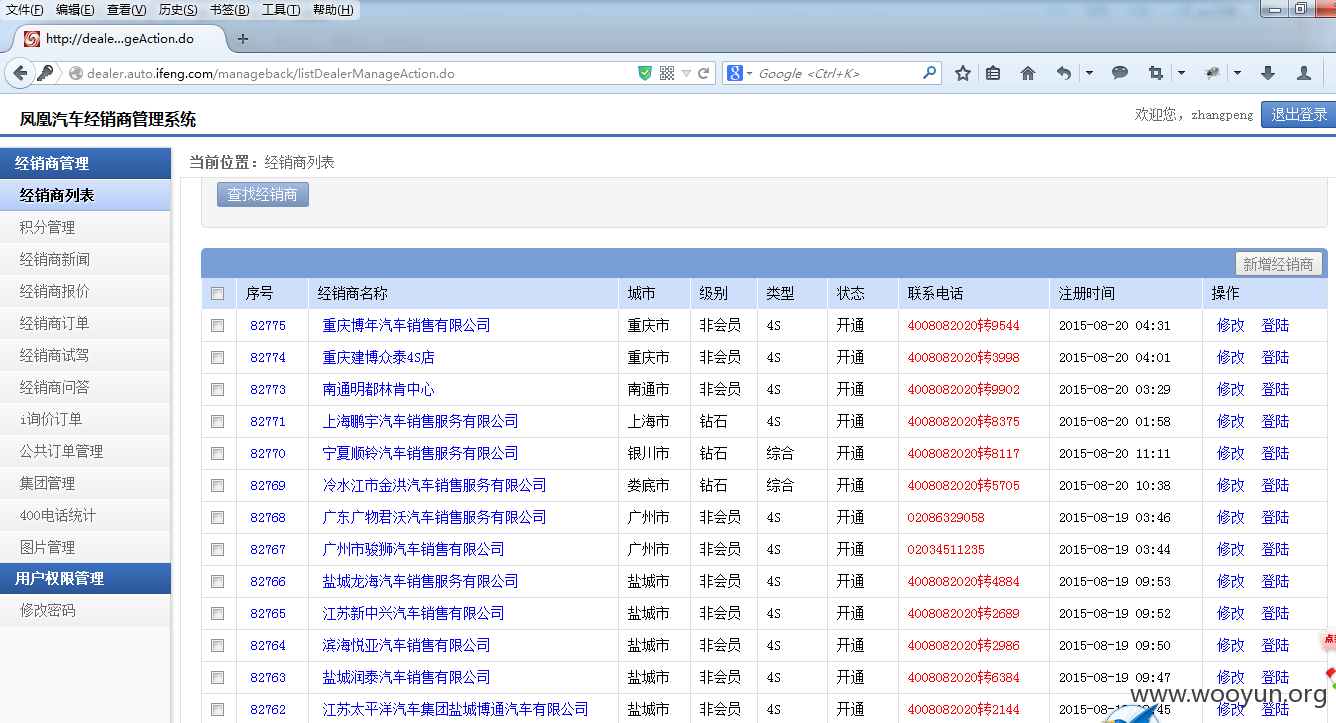 文件(F) 编辑(E) 查看(V) 历史(S) 书签(B) 工具(T) 帮助(H)
http://deale...geAction.do
dealer.auto.ifeng.com/manageback/listDealerManageAction.do
Google <Ctrl+K>
凤凰汽车经销商管理系统
欢迎您，zhangpeng 退出登录
经销商管理
经销商列表
积分管理
经销商新闻
经销商报价
经销商订单
经销商试驾
经销商问答
i询价订单
公共订单管理
集团管理
400电话统计
图片管理
用户权限管理
修改密码
当前位置：经销商列表
查找经销商
新增经销商
序号 经销商名称 城市 级别 类型 状态 联系电话 注册时间 操作
82775 重庆博年汽车销售有限公司 重庆市 非会员 4S 开通 4008082020转9544 2015-08-20 04:31 修改 登陆
82774 重庆建博众泰4S店 重庆市 非会员 4S 开通 4008082020转3998 2015-08-20 04:01 修改 登陆
82773 南通明都林肯中心 南通市 非会员 4S 开通 4008082020转9902 2015-08-20 03:29 修改 登陆
82771 上海鹏宇汽车销售服务有限公司 上海市 钻石 4S 开通 4008082020转8375 2015-08-20 01:58 修改 登陆
82770 宁夏顺铃汽车销售服务有限公司 银川市 钻石 综合 开通 4008082020转8117 2015-08-20 11:11 修改 登陆
82769 冷水江市金洪汽车销售服务有限公司 娄底市 钻石 综合 开通 4008082020转5705 2015-08-20 10:38 修改 登陆
82768 广东广物君沃汽车销售服务有限公司 广州市 非会员 4S 开通 02086329058 2015-08-19 03:46 修改 登陆
82767 广州市骏狮汽车销售有限公司 广州市 非会员 4S 开通 02034511235 2015-08-19 03:44 修改 登陆
82766 盐城龙海汽车销售服务有限公司 盐城市 非会员 4S 开通 4008082020转4884 2015-08-19 09:53 修改 登陆
82765 江苏新中兴汽车销售有限公司 盐城市 非会员 4S 开通 4008082020转2689 2015-08-19 09:52 修改 登陆
82764 滨海悦亚汽车销售有限公司 盐城市 非会员 4S 开通 4008082020转2986 2015-08-19 09:50 修改 登陆
82763 盐城润泰汽车销售有限公司 盐城市 非会员 4S 开通 4008082020转6384 2015-08-19 09:47 修改 登陆
82762 江苏太平洋汽车集团盐城博通汽车有限公司 盐城市 非会员 4S 开通 4008082020转2144 2015-08-19 :45 修改 登陆
www.wooyun.org